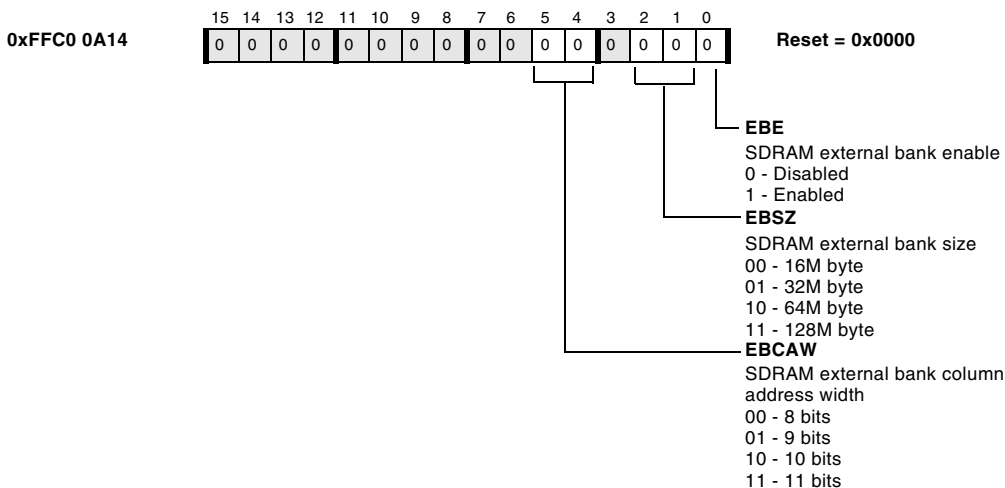 15 14 13 12 11 10 9 8 7 6 5 4 3 2 1 0
0xFFC0 0A14 0 0 0 0 0 0 0 0 0 0 0 0 0 0 0 0 Reset = 0x0000
EBE
SDRAM external bank enable
0 - Disabled
1 - Enabled
EBSZ
SDRAM external bank size
00 - 16M byte
01 - 32M byte
10 - 64M byte
11 - 128M byte
EBCAW
SDRAM external bank column
address width
00 - 8 bits
01 - 9 bits
10 - 10 bits
11 - 11 bits